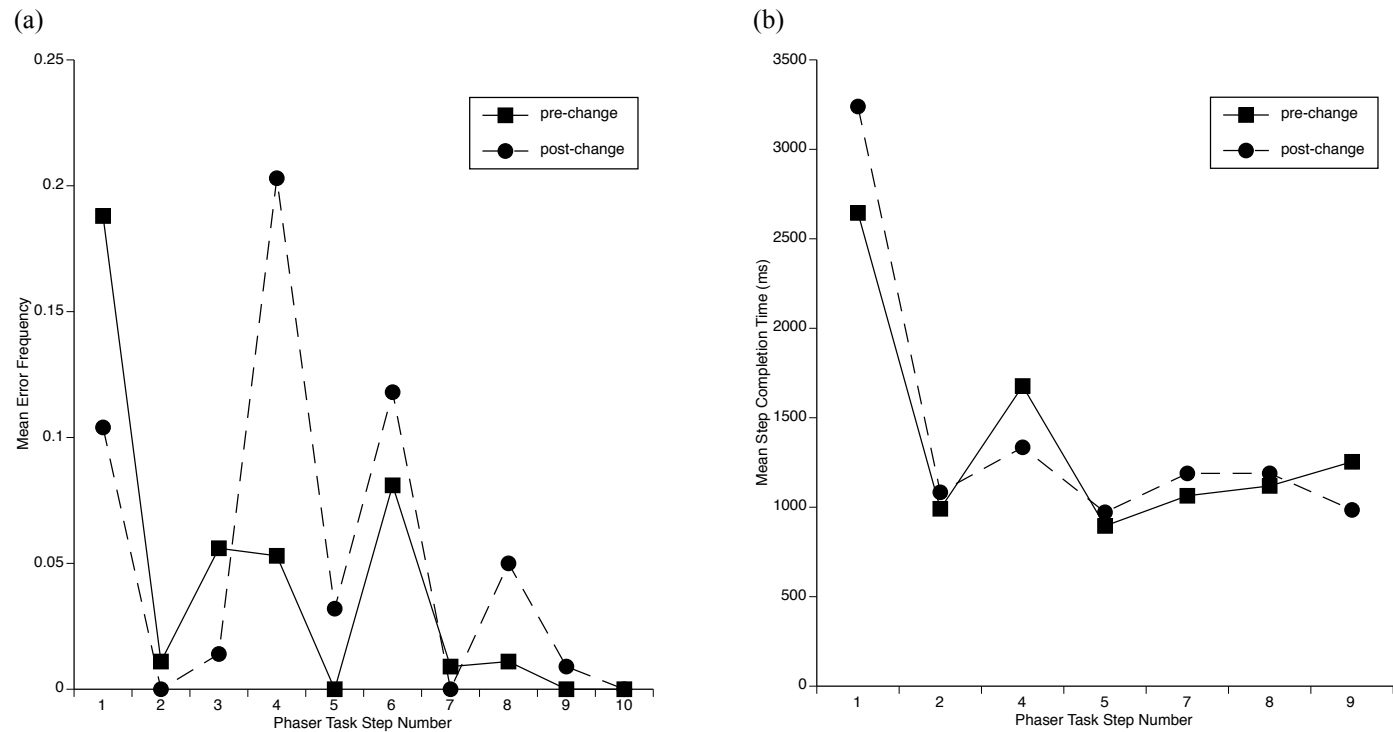 (a)
0.25
0.2
0.15
0.1
0.05
0
Mean Error Frequency
pre-change
post-change
1 2 3 4 5 6 7 8 9 10
Phaser Task Step Number
(b)
3500
3000
2500
2000
1500
1000
500
0
Mean Step Completion Time (ms)
pre-change
post-change
1 2 4 5 7 8 9
Phaser Task Step Number